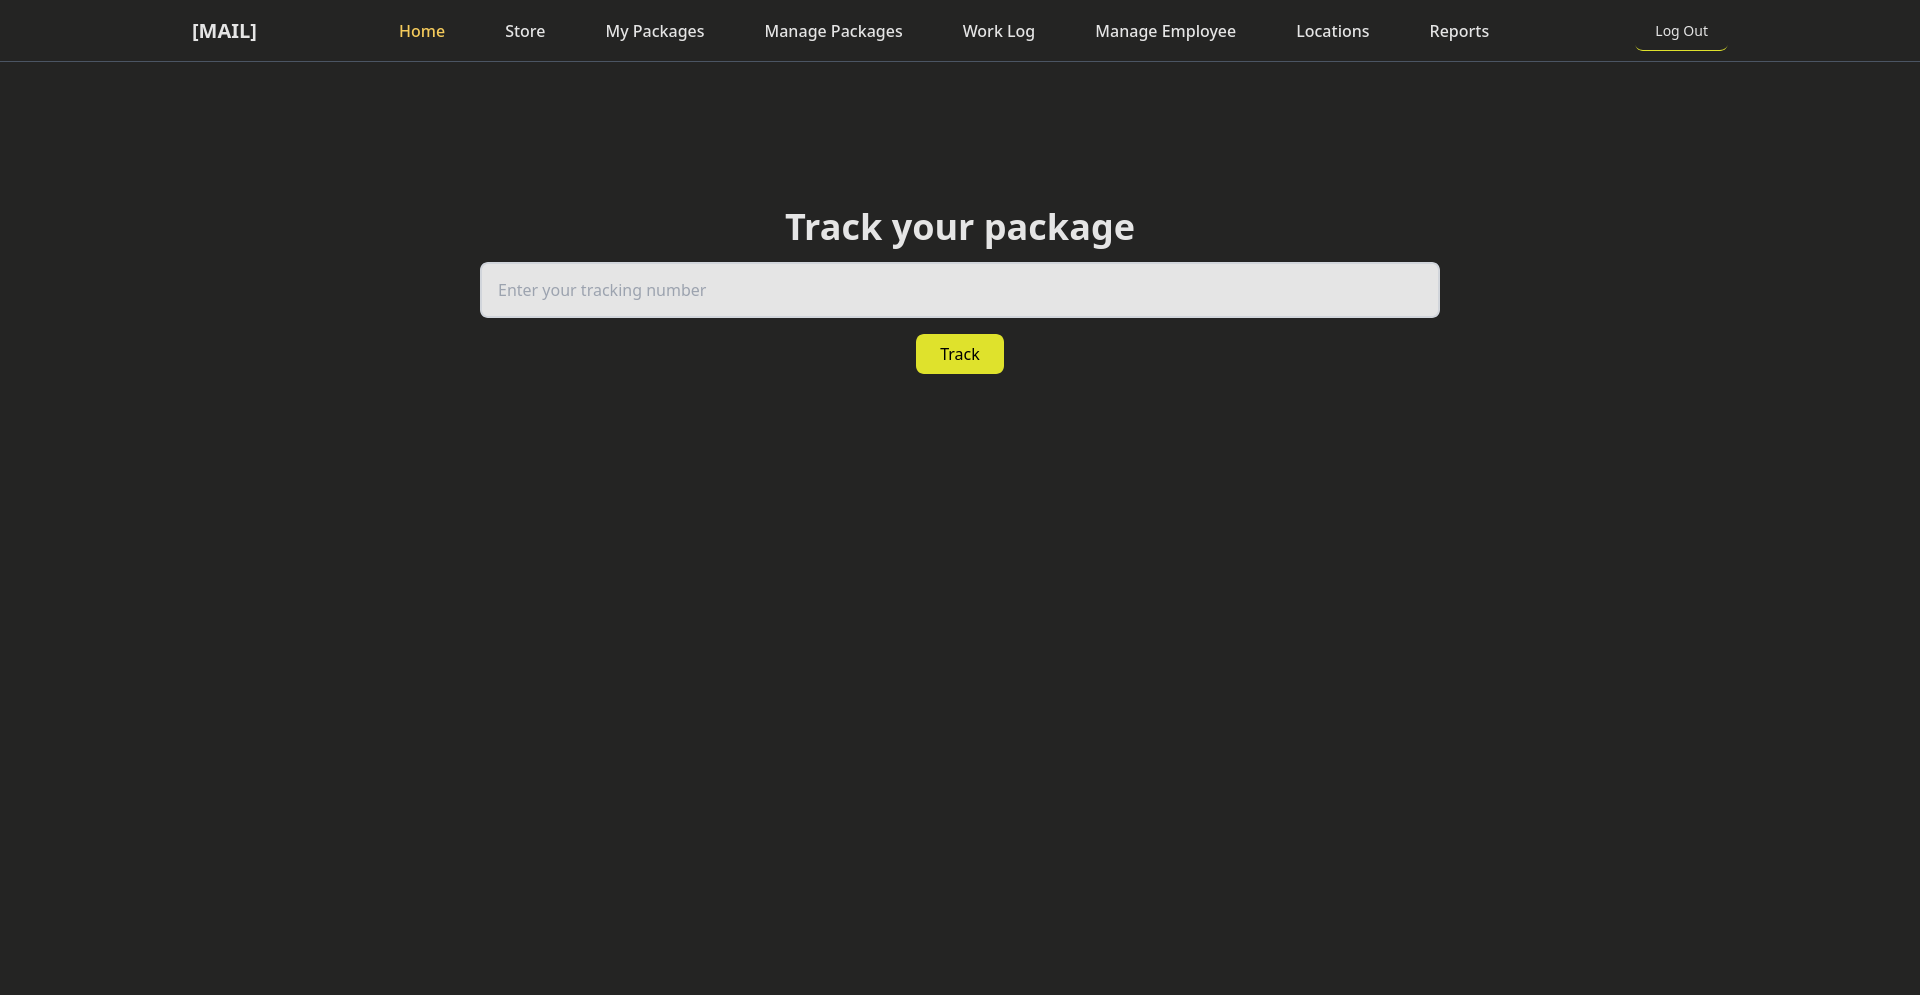 [MAIL] Home Store My Packages Manage Packages Work Log Manage Employee Locations Reports Log Out
Track your package
Enter your tracking number
Track